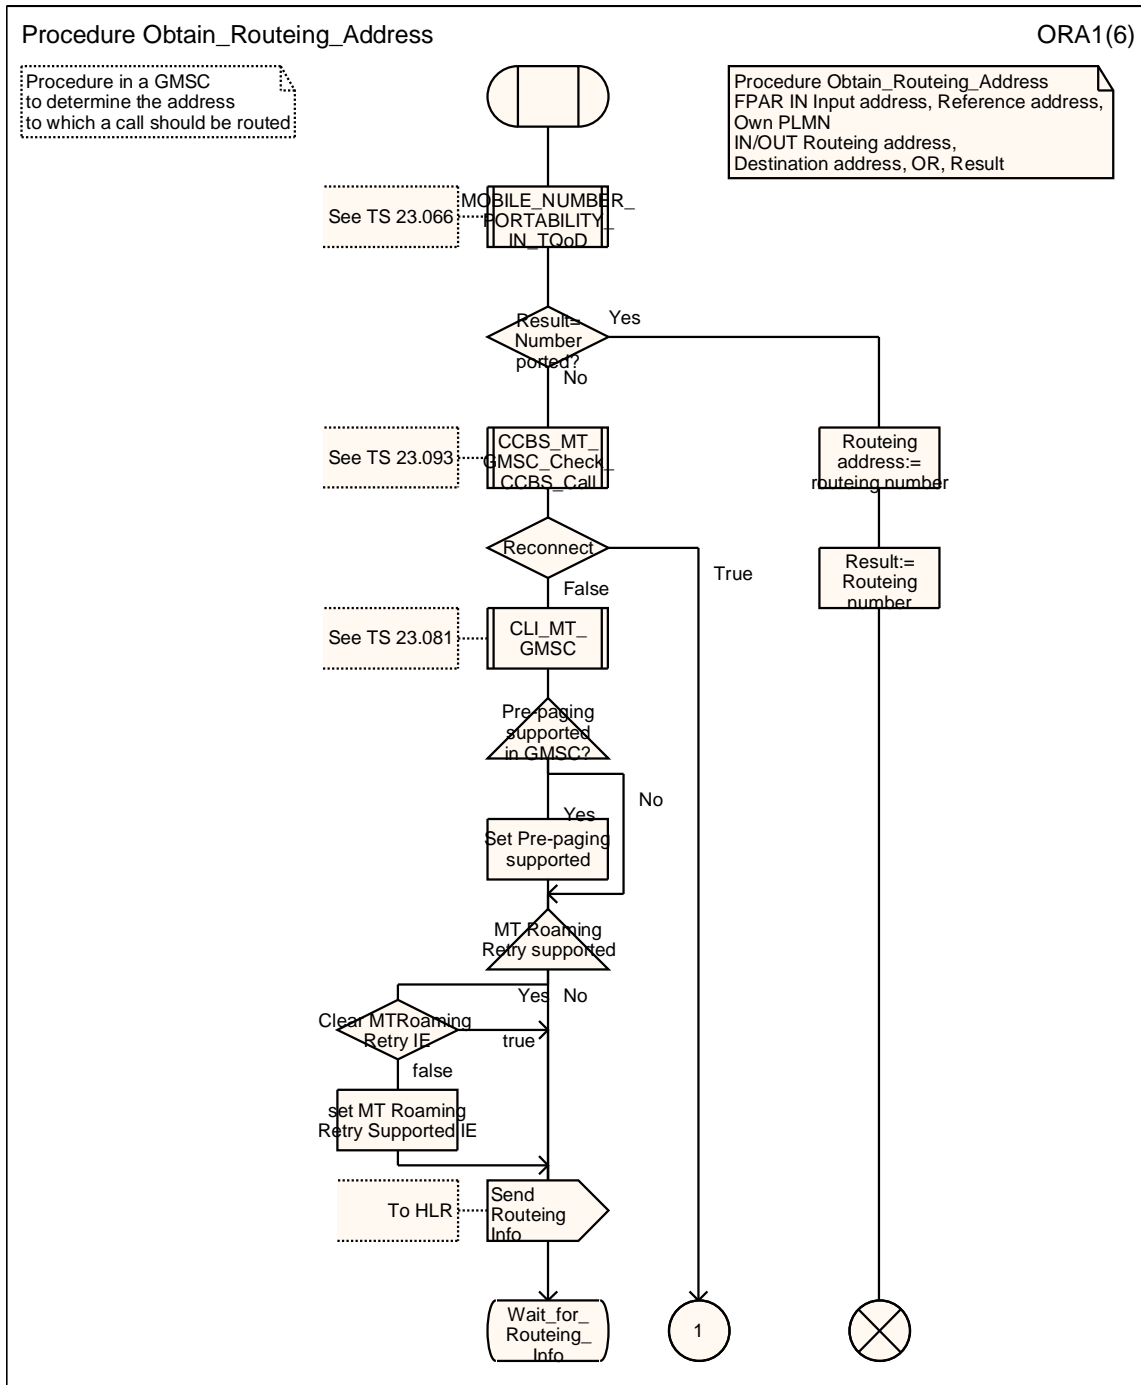 Procedure Obtain_Routeing_Address
ORA1(6)
Procedure in a GMSC
to determine the address
to which a call should be routed
Procedure Obtain_Routeing_Address
FPAR IN Input address, Reference address,
Own PLMN
IN/OUT Routeing address,
Destination address, OR, Result
See TS 23.066
MOBILE_NUMBER_
PORTABILITY_
IN_TQoD
Result=
Number
ported?
Yes
No
See TS 23.093
CCBS_MT_
GMSC_Check_
CCBS_Call
Routeing
address:=
routeing number
Reconnect
True
False
Result:=
Routeing
number
See TS 23.081
CLI_MT_
GMSC
Pre-paging
supported
in GMSC?
No
Yes
Set Pre-paging
supported
MT Roaming
Retry supported
Yes
No
Clear MTRoaming
Retry IE
true
false
set MT Roaming
Retry Supported IE
To HLR
Send
Routeing
Info
Wait_for_
Routeing_
Info
1